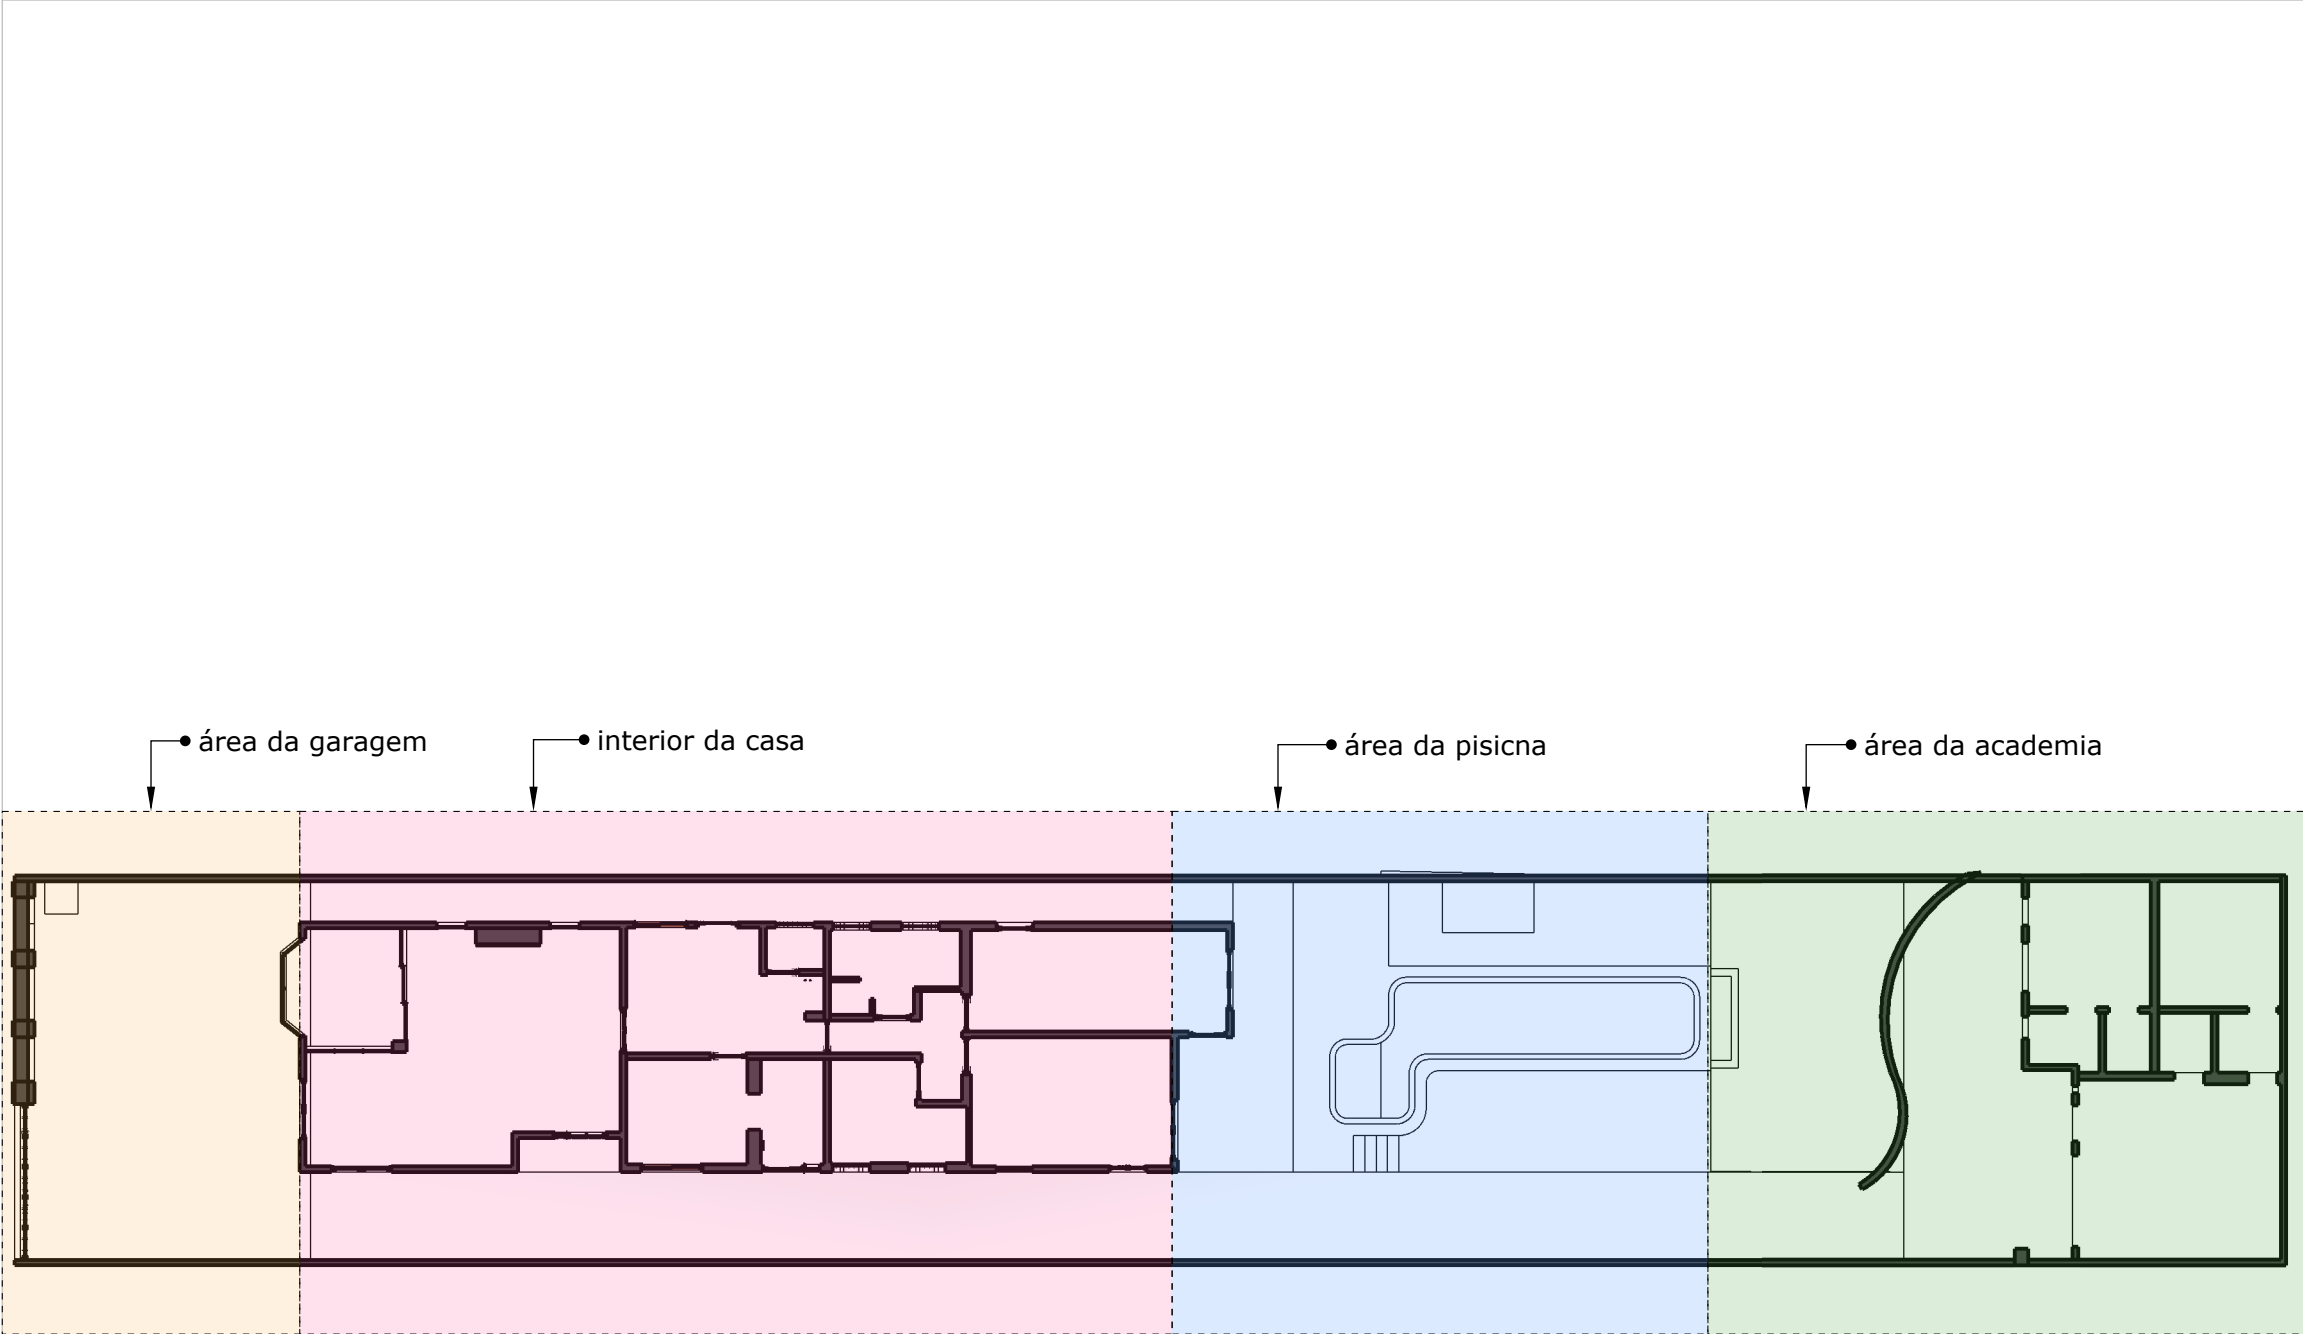 área da garagem
interior da casa
área da pisicna
área da academia